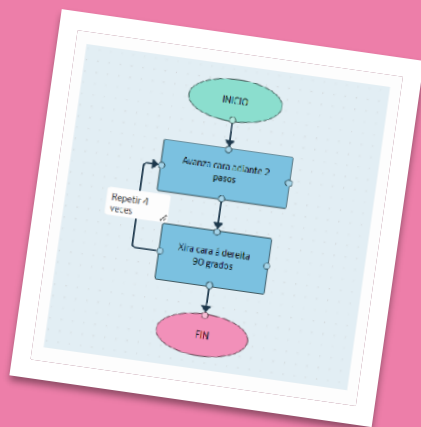 INICIO
Avanza cara adiante 2
pasos
Repetir 4
veces
Xira cara á dereita
90 grados
FIN